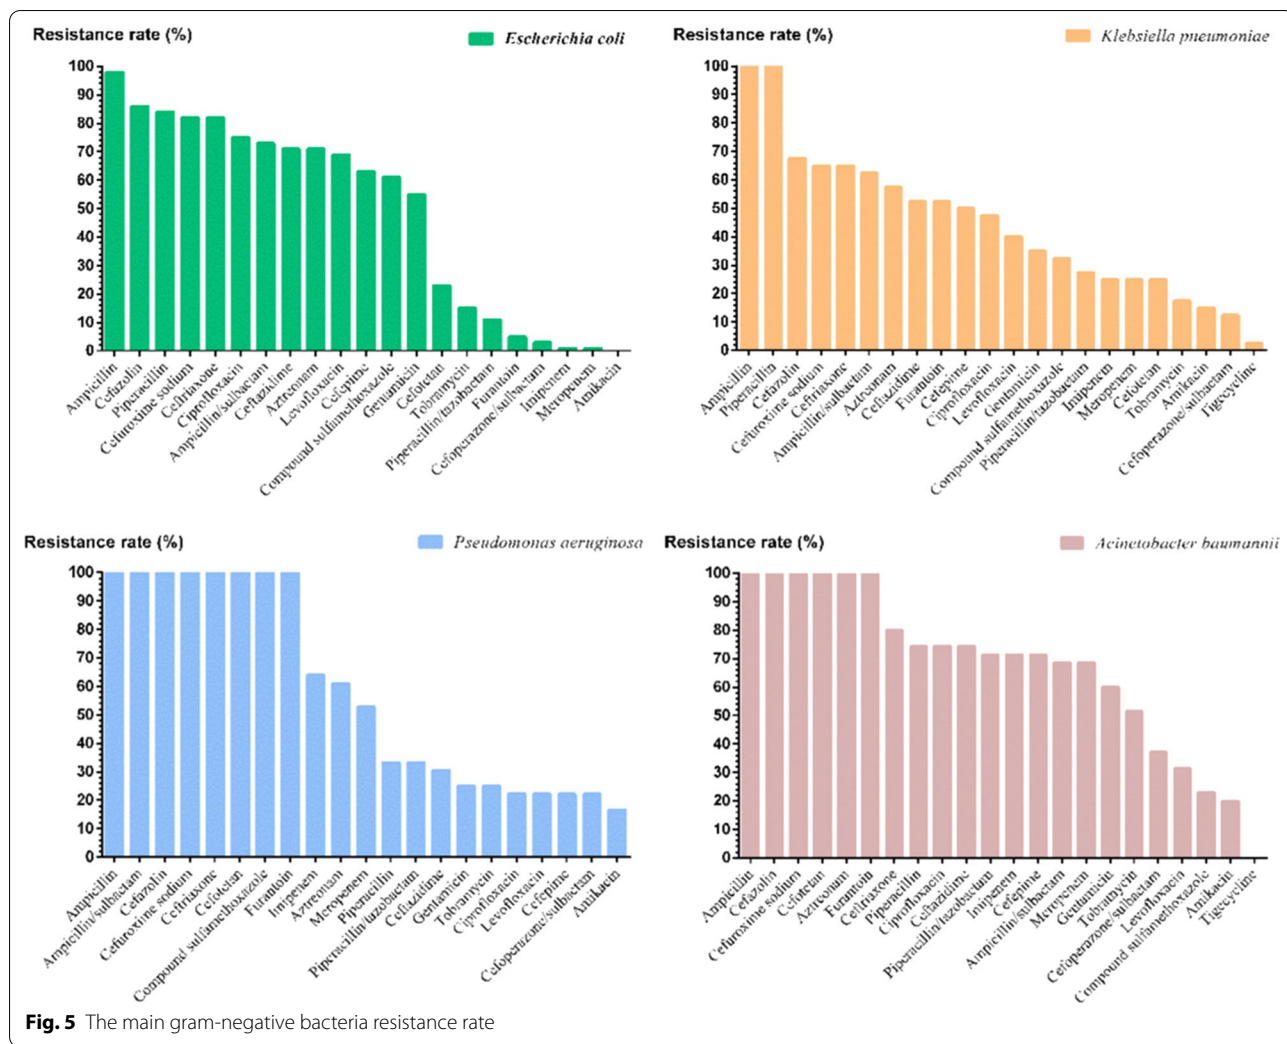 Resistance rate (%)
Escherichia coli
100
90
80
70
60
50
40
30
20
10
0
Ampicillin
Cefazolin
Piperacillin
Cefuroxime sodium
Ceftriaxone
Ciprofloxacin
Ampicillin/sulbactam
Ceftazidime
Aztreonam
Levofloxacin
Cefepime
Compound sulfamethoxazole
Gentamicin
Cefotetan
Tobramycin
Piperacillin/tazobactam
Furantoin
Cefoperazone/sulbactam
Imipenem
Meropenem
Amikacin
Resistance rate (%)
Klebsiella pneumoniae
100
90
80
70
60
50
40
30
20
10
0
Ampicillin
Piperacillin
Cefazolin
Cefuroxime sodium
Ceftriaxone
Ampicillin/sulbactam
Aztreonam
Ceftazidime
Furantoin
Cefepime
Ciprofloxacin
Levofloxacin
Gentamicin
Compound sulfamethoxazole
Piperacillin/tazobactam
Imipenem
Meropenem
Cefotetan
Tobramycin
Amikacin
Cefoperazone/sulbactam
Tigecycline
Resistance rate (%)
Pseudomonas aeruginosa
100
90
80
70
60
50
40
30
20
10
0
Ampicillin
Ampicillin/sulbactam
Cefazolin
Cefuroxime sodium
Ceftriaxone
Cefotetan
Compound sulfamethoxazole
Furantoin
Imipenem
Aztreonam
Meropenem
Piperacillin
Piperacillin/tazobactam
Ceftazidime
Gentamicin
Tobramycin
Ciprofloxacin
Levofloxacin
Cefepime
Cefoperazone/sulbactam
Amikacin
Resistance rate (%)
Acinetobacter baumannii
100
90
80
70
60
50
40
30
20
10
0
Ampicillin
Cefazolin
Cefuroxime sodium
Cefotetan
Aztreonam
Furantoin
Ceftriaxone
Piperacillin
Ciprofloxacin
Ceftazidime
Piperacillin/tazobactam
Imipenem
Cefepime
Ampicillin/sulbactam
Meropenem
Gentamicin
Tobramycin
Cefoperazone/sulbactam
Levofloxacin
Compound sulfamethoxazole
Amikacin
Tigecycline
Fig. 5 The main gram-negative bacteria resistance rate